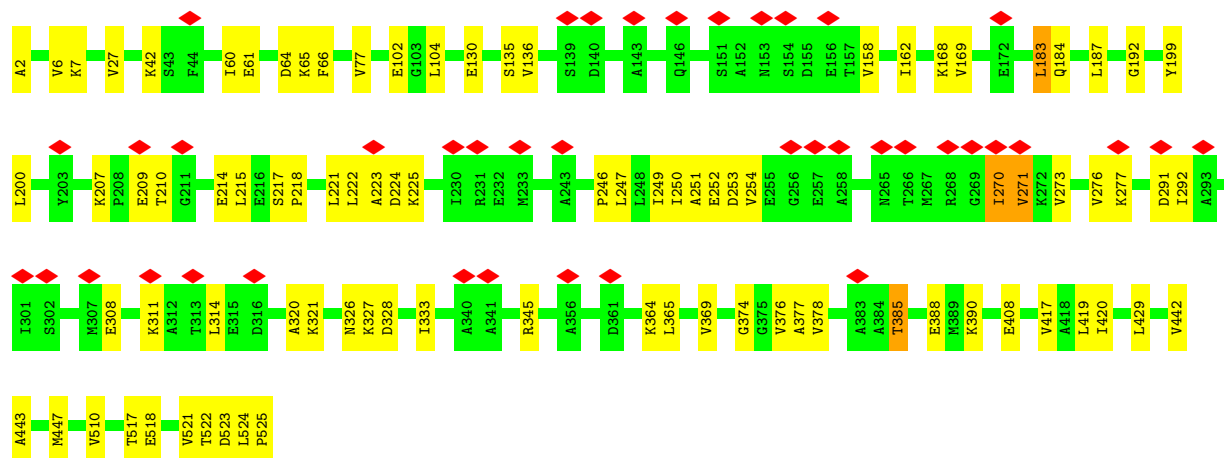 A2 V6 K7 V27 K42 S43 F44 I60 E61 D64 K65 F66 V77 E102 G103 L104 E130 S135 V136 S139 D140 A143 Q146 S151 A152 N153 S154 D155 E156 T157 V158 I162 K168 V169 E172 L183 Q184 L187 G192 Y199
L200 Y203 K207 P208 E209 T210 G211 E214 L215 E216 S217 P218 L221 L222 A223 D224 K225 I230 R231 E232 M233 A243 P246 L247 L248 I249 I250 A251 E252 D253 V254 E255 G256 E257 A258 N265 T266 M267 R268 G269 I270 V271 K272 V273 V276 K277 D291 I292 A293
I301 S302 M307 E308 K311 A312 T313 L314 E315 D316 A320 K321 N326 K327 D328 I333 A340 A341 R345 A356 D361 K364 L365 V369 G374 G375 V376 A377 V378 A383 A384 T385 E388 M389 K390 E408 V417 A418 L419 I420 L429 V442
A443 M447 V510 T517 E518 V521 T522 D523 L524 P525